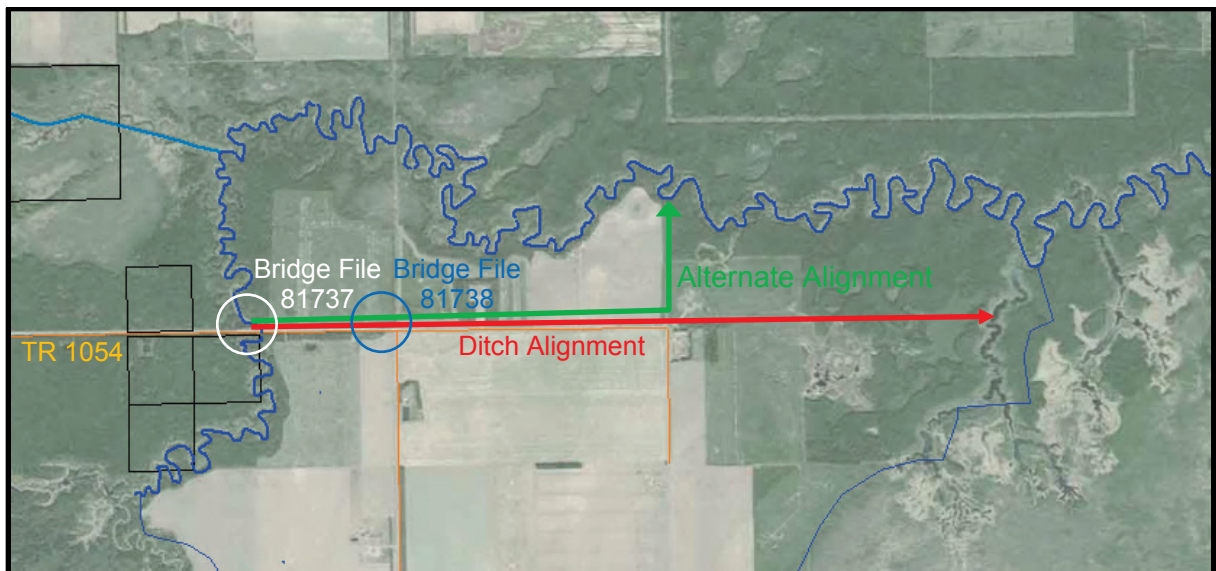 Bridge File
81737
Bridge File
81738
Alternate Alignment
TR 1054
Ditch Alignment